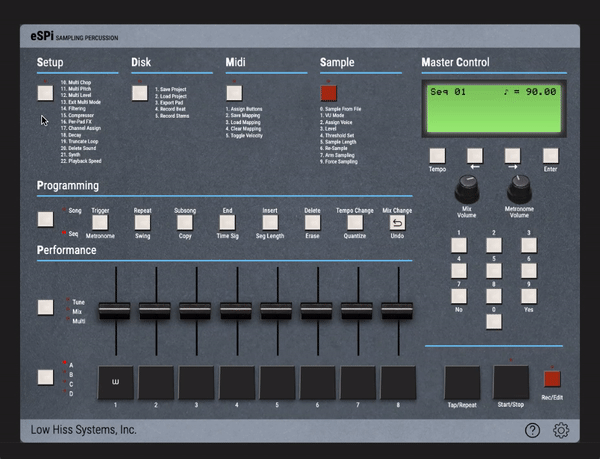 eSPi SAMPLING PERCUSSION
Setup
10. Multi Chop
11. Multi Pitch
12. Multi Level
13. Exit Multi Mode
14. Filtering
15. Compressor
16. Per-Pad FX
17. Channel Assign
18. Decay
19. Truncate Loop
20. Delete Sound
21. Synth
22. Playback Speed
Disk
1. Save Project
2. Load Project
3. Export Pad
4. Record Beat
5. Record Stems
Midi
1. Assign Buttons
2. Save Mapping
3. Load Mapping
4. Clear Mapping
5. Toggle Velocity
Sample
0. Sample From File
1. VU Mode
2. Assign Voice
3. Level
4. Threshold Set
5. Sample Length
6. Re-Sample
7. Arm Sampling
9. Force Sampling
Master Control
Seq 01 ♪ = 90.00
Tempo ← → Enter
Mix Volume
Metronome Volume
Programming
Song
Seq
Trigger Repeat Subsong End Insert Delete Tempo Change Mix Change
Metronome Swing Copy Time Sig Seg Length Erase Quantize Undo
1 2 3
4 5 6
7 8 9
No 0 Yes
Performance
Tune
Mix
Multi
A
B
C
D
ш
1 2 3 4 5 6 7 8
Tap/Repeat Start/Stop Rec/Edit
Low Hiss Systems, Inc. ?